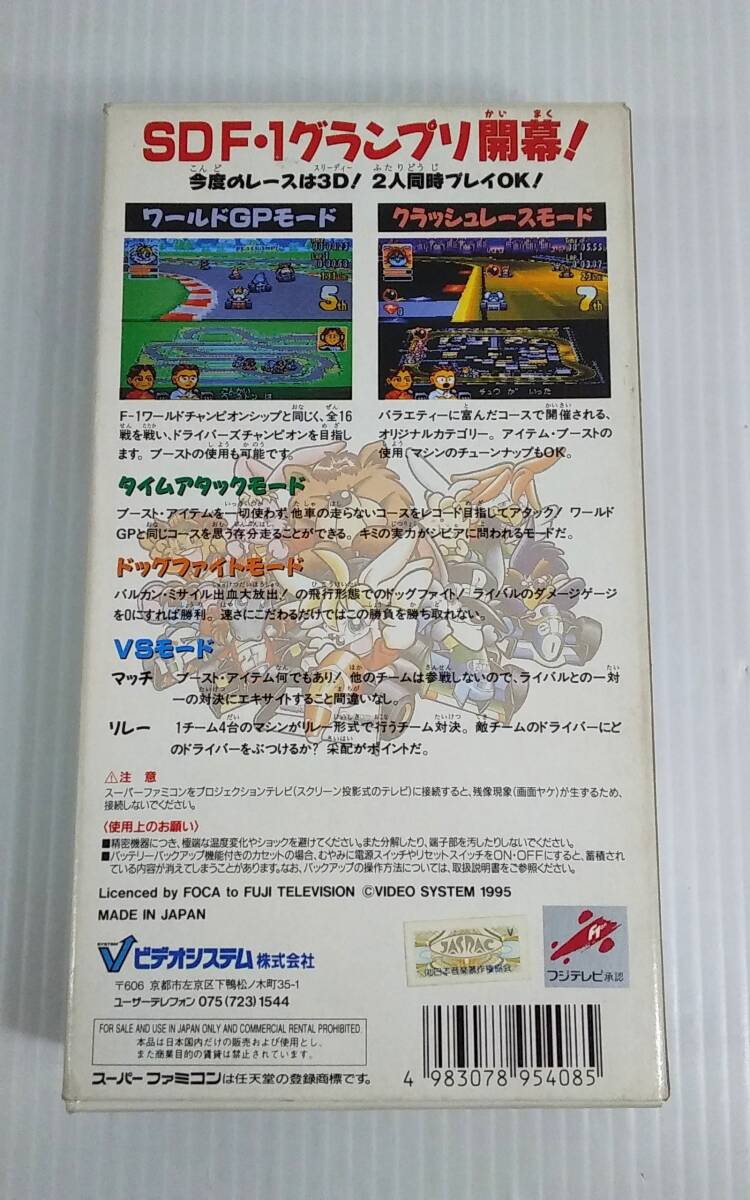 かい まく
SDF・1グランプリ開幕!
こんど スリーディー ふたりどうじ
今度のレースは3D! 2人同時プレイOK!
ワールドGPモード
5th
F-1ワールドチャンピオンシップと同じく、全16
戦を戦い、ドライバーズチャンピオンを目指し
ます。ブーストの使用も可能です。
クラッシュレースモード
7th
チュウ が いった
バラエティーに富んだコースで開催される、
オリジナルカテゴリー。アイテム・ブーストの
使用、マシンのチューンナップもOK。
タイムアタックモード
ブースト・アイテムを一切使わず、他車の走らないコースをレコード目指してアタック! ワールド
GPと同じコースを思う存分走ることができる。キミの実力がシビアに問われるモードだ。
ドッグファイトモード
バルカン・ミサイル出血大放出! の飛行形態でのドッグファイト! ライバルのダメージゲージ
を0にすれば勝利。速さにこだわるだけではこの勝負を勝ち取れない。
VSモード
マッチ ブースト・アイテム何でもあり! 他のチームは参戦しないので、ライバルとの一対
一の対決にエキサイトすること間違いなし。
リレー 1チーム4台のマシンがリレー形式で行うチーム対決。敵チームのドライバーにど
のドライバーをぶつけるか? 采配がポイントだ。
⚠注 意
スーパーファミコンをプロジェクションテレビ(スクリーン投影式のテレビ)に接続すると、残像現象(画面ヤケ)が生ずるため、
接続しないでください。
〈使用上のお願い〉
■精密機器につき、極端な温度変化やショックを避けてください。また分解したり、端子部を汚したりしないでください。
■バッテリーバックアップ機能付きのカセットの場合、むやみに電源スイッチやリセットスイッチをON・OFFにすると、蓄積され
ている内容が消えてしまうことがあります。なお、バックアップの操作方法については、取扱説明書をご参照ください。
Licenced by FOCA to FUJI TELEVISION ©VIDEO SYSTEM 1995
MADE IN JAPAN
SYSTEM
V ビデオシステム株式会社
〒606 京都市左京区下鴨松ノ木町35-1
ユーザーテレフォン 075(723)1544
V
JASRAC
(社)日本音楽著作権協会
F1
フジテレビ承認
FOR SALE AND USE IN JAPAN ONLY AND COMMERCIAL RENTAL PROHIBITED.
本品は日本国内だけの販売および使用とし、
また商業目的の賃貸は禁止されています。
スーパーファミコンは任天堂の登録商標です。
4 983078 954085